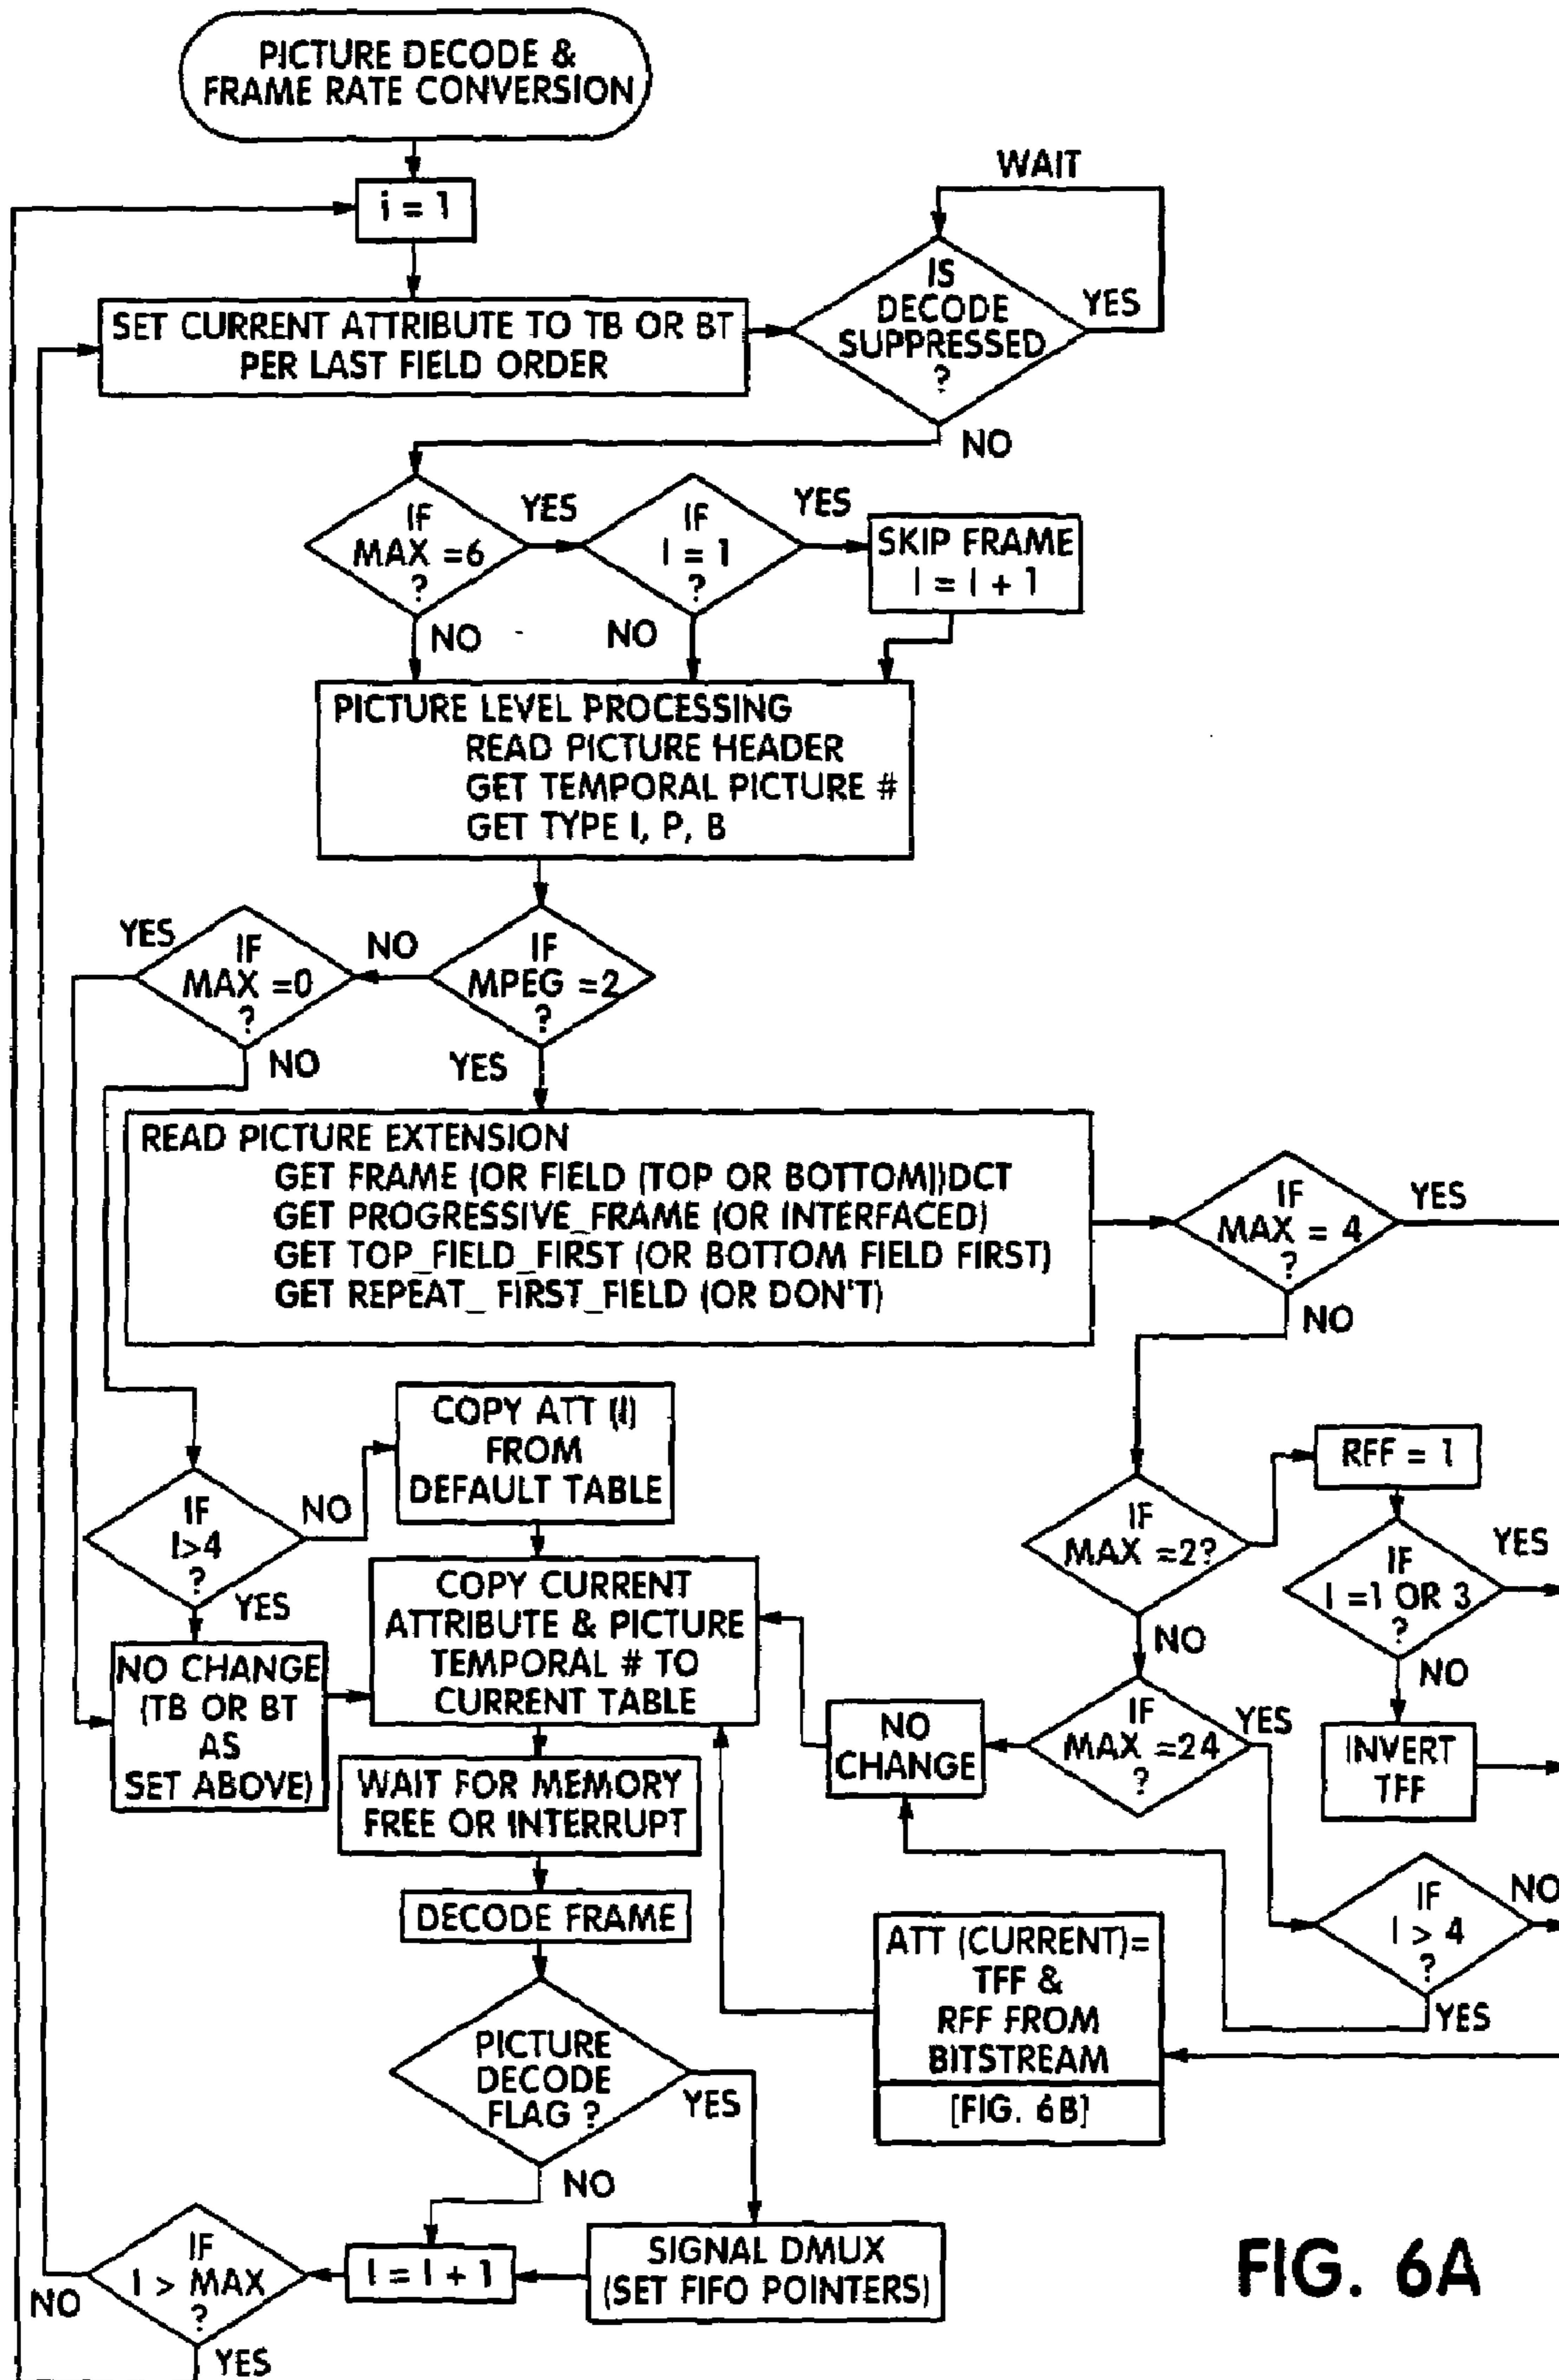 PICTURE DECODE &
FRAME RATE CONVERSION
i = 1
WAIT
SET CURRENT ATTRIBUTE TO TB OR BT
PER LAST FIELD ORDER
IS
DECODE
SUPPRESSED
?
YES
NO
IF
MAX =6
?
YES
NO
IF
I = 1
?
YES
NO
SKIP FRAME
I = I + 1
PICTURE LEVEL PROCESSING
READ PICTURE HEADER
GET TEMPORAL PICTURE #
GET TYPE I, P, B
IF
MPEG =2
?
NO
YES
IF
MAX =0
?
YES
NO
READ PICTURE EXTENSION
GET FRAME (OR FIELD (TOP OR BOTTOM))DCT
GET PROGRESSIVE_FRAME (OR INTERFACED)
GET TOP_FIELD_FIRST (OR BOTTOM FIELD FIRST)
GET REPEAT_ FIRST_FIELD (OR DON'T)
IF
MAX = 4
?
YES
NO
COPY ATT (I)
FROM
DEFAULT TABLE
IF
I>4
?
NO
YES
NO CHANGE
(TB OR BT
AS
SET ABOVE)
COPY CURRENT
ATTRIBUTE & PICTURE
TEMPORAL # TO
CURRENT TABLE
IF
MAX =2?
NO
RFF = 1
IF
I =1 OR 3
?
YES
NO
INVERT
TFF
IF
MAX =24
?
YES
NO
CHANGE
WAIT FOR MEMORY
FREE OR INTERRUPT
DECODE FRAME
IF
I > 4
?
NO
YES
ATT (CURRENT)=
TFF &
RFF FROM
BITSTREAM
[FIG. 6B]
PICTURE
DECODE
FLAG ?
YES
NO
SIGNAL DMUX
(SET FIFO POINTERS)
I = I + 1
IF
I > MAX
?
NO
YES
FIG. 6A